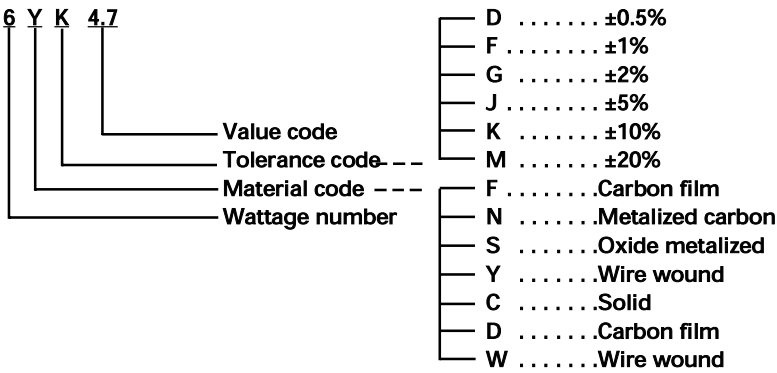 6 Y K 4.7
Value code
Tolerance code
Material code
Wattage number
D ....... ±0.5%
F ........ ±1%
G ....... ±2%
J ........ ±5%
K ....... ±10%
M ....... ±20%
F ........Carbon film
N .......Metalized carbon
S .......Oxide metalized
Y .......Wire wound
C .......Solid
D .......Carbon film
W .......Wire wound